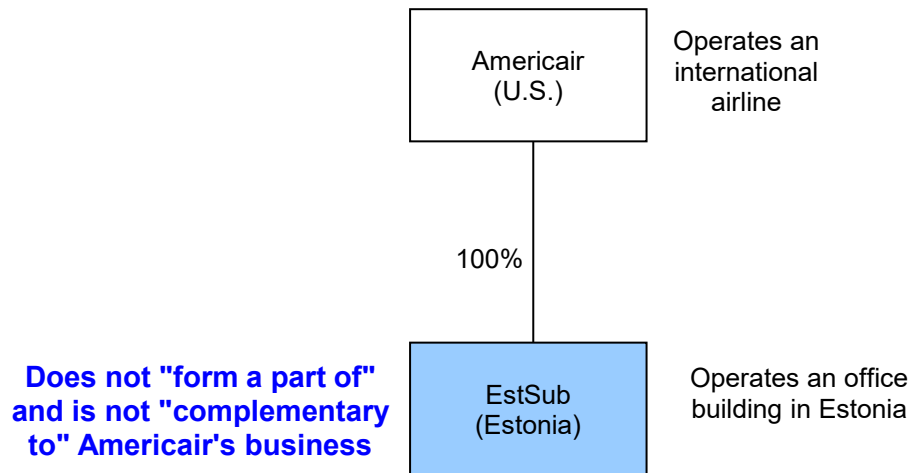 Americair
(U.S.)
Operates an
international
airline
100%
Does not "form a part of"
and is not "complementary
to" Americair's business
EstSub
(Estonia)
Operates an office
building in Estonia